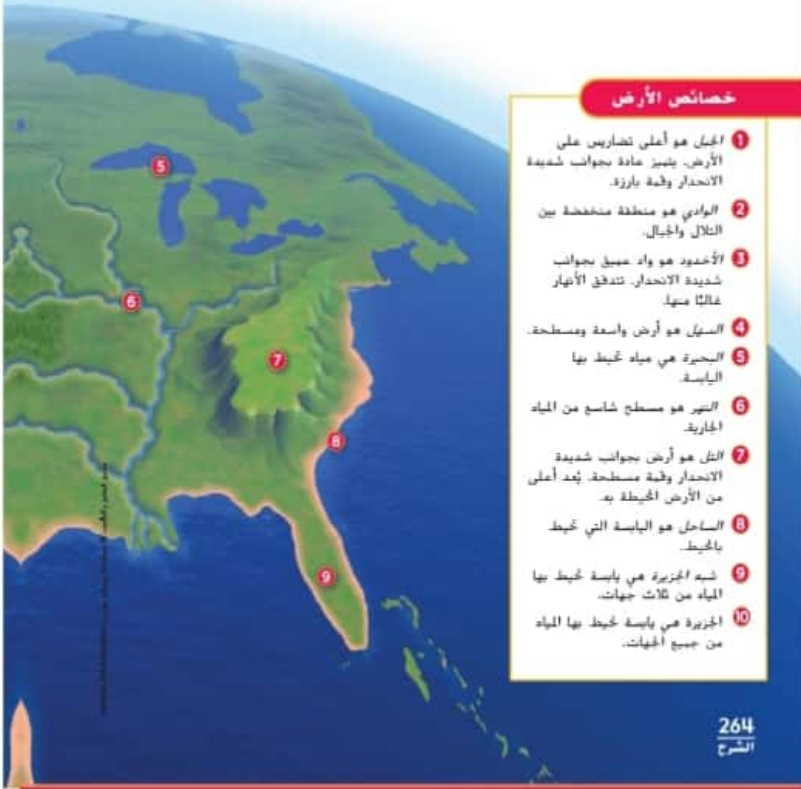 خصائص الأرض
1 الجبل هو أعلى تضاريس على
الأرض. يتميز عادة بجوانب شديدة
الانحدار وقمة بارزة.
2 الوادي هو منطقة منخفضة بين
التلال والجبال.
3 الأخدود هو واد عميق بجوانب
شديدة الانحدار. تتدفق الأنهار
غالبًا منها.
4 السهل هو أرض واسعة ومسطحة.
5 البحيرة هي مياه تحيط بها
اليابسة.
6 النهر هو مسطح شاسع من المياه
الجارية.
7 التل هو أرض بجوانب شديدة
الانحدار وقمة مسطحة. يُعد أعلى
من الأرض المحيطة به.
8 الساحل هو اليابسة التي تحيط
بالمحيط.
9 شبه الجزيرة هي يابسة تحيط بها
المياه من ثلاث جهات.
10 الجزيرة هي يابسة تحيط بها المياه
من جميع الجهات.
5
6
7
8
9
264
الشرح